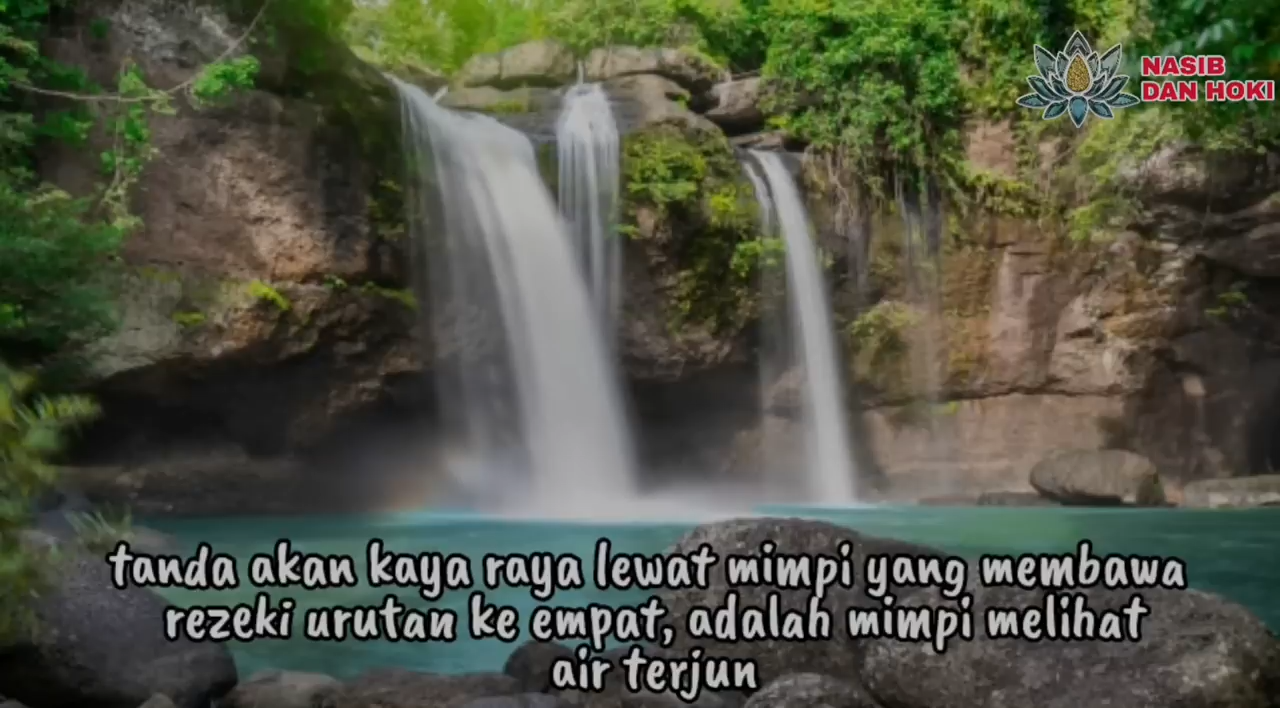 NASIB
DAN HOKI
tanda akan kaya raya lewat mimpi yang membawa
rezeki urutan ke empat, adalah mimpi melihat
air terjun